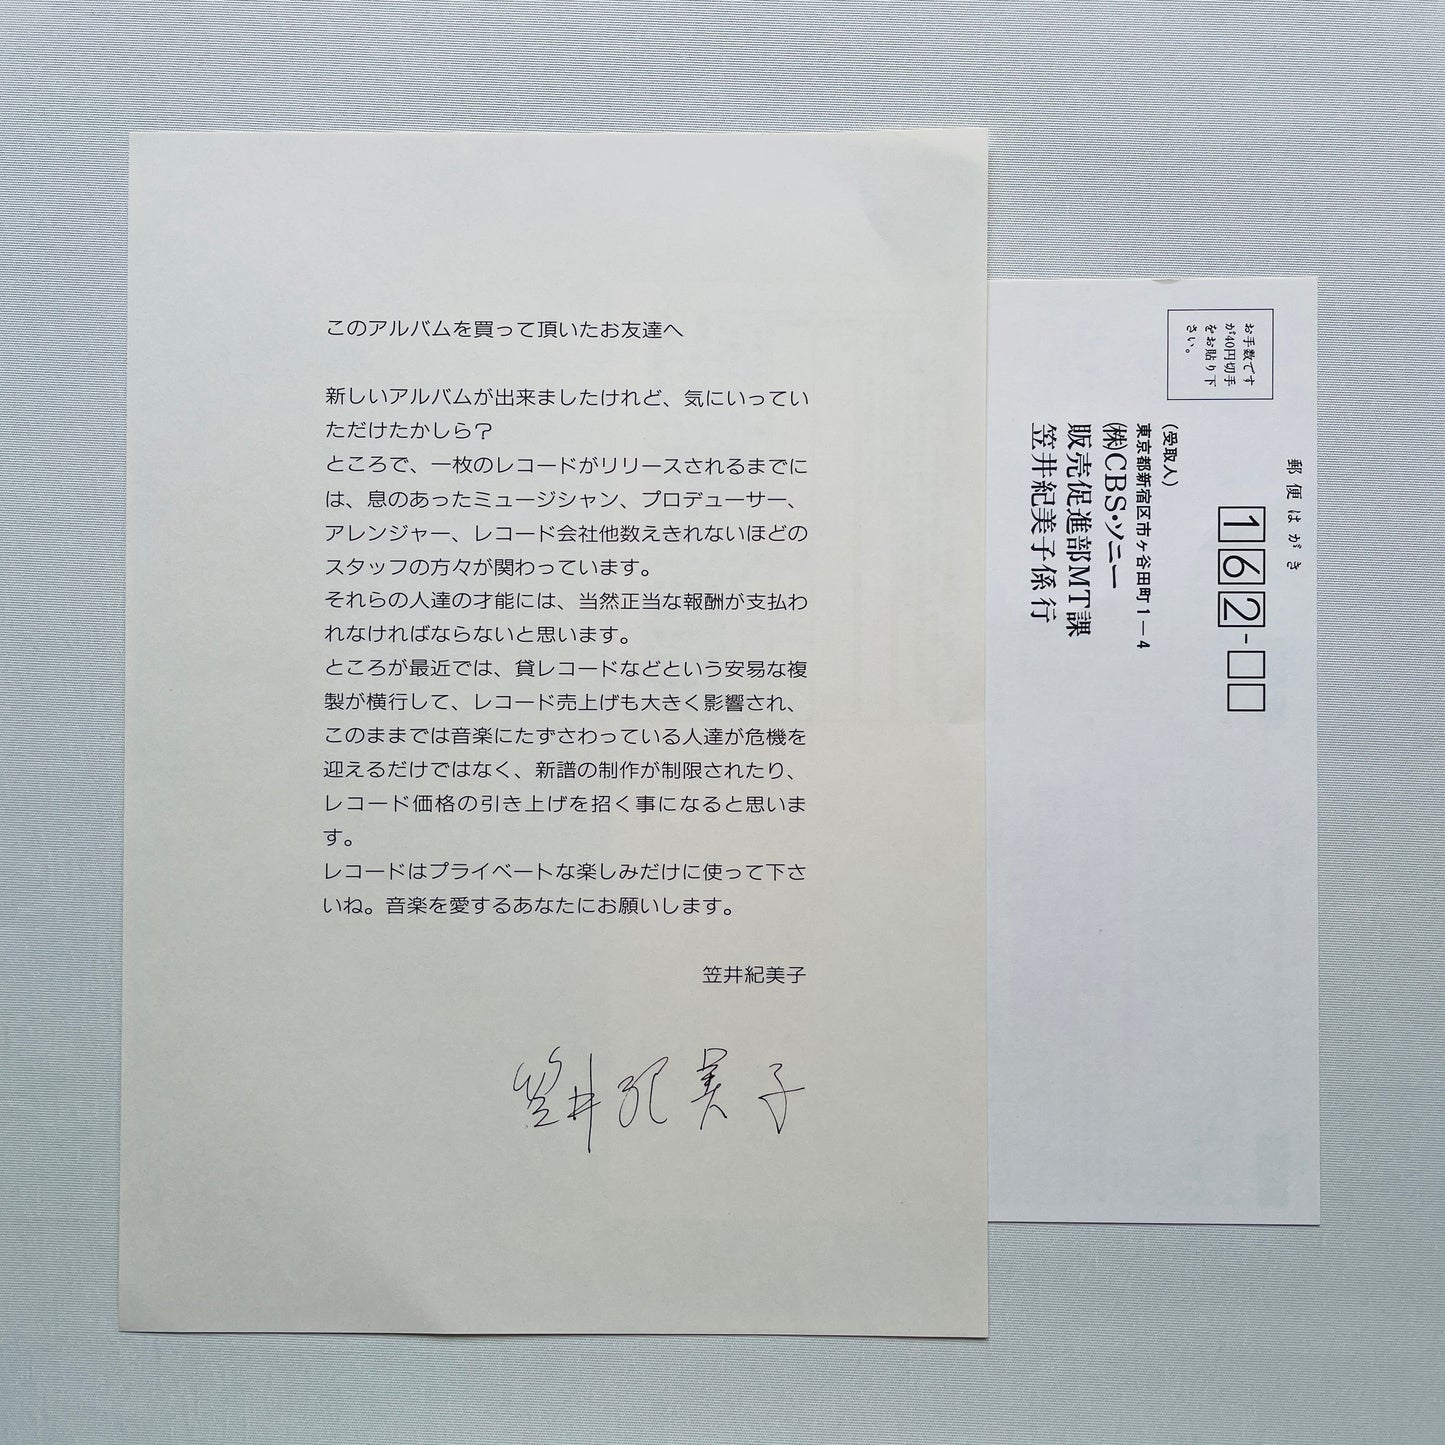 このアルバムを買って頂いたお友達へ
新しいアルバムが出来ましたけれど、気にいってい
ただけたかしら？
ところで、一枚のレコードがリリースされるまでに
は、息のあったミュージシャン、プロデューサー、
アレンジャー、レコード会社他数えきれないほどの
スタッフの方々が関わっています。
それらの人達の才能には、当然正当な報酬が支払わ
れなければならないと思います。
ところが最近では、貸レコードなどという安易な複
製が横行して、レコード売上げも大きく影響され、
このままでは音楽にたずさわっている人達が危機を
迎えるだけではなく、新譜の制作が制限されたり、
レコード価格の引き上げを招く事になると思いま
す。
レコードはプライベートな楽しみだけに使って下さ
いね。音楽を愛するあなたにお願いします。
笠井紀美子
笠井紀美子
郵便はがき
162-
お手数です
が40円切手
をお貼り下
さい。
(受取人)
東京都新宿区市ヶ谷田町1—4
㈱CBS・ソニー
販売促進部MT課
笠井紀美子係行